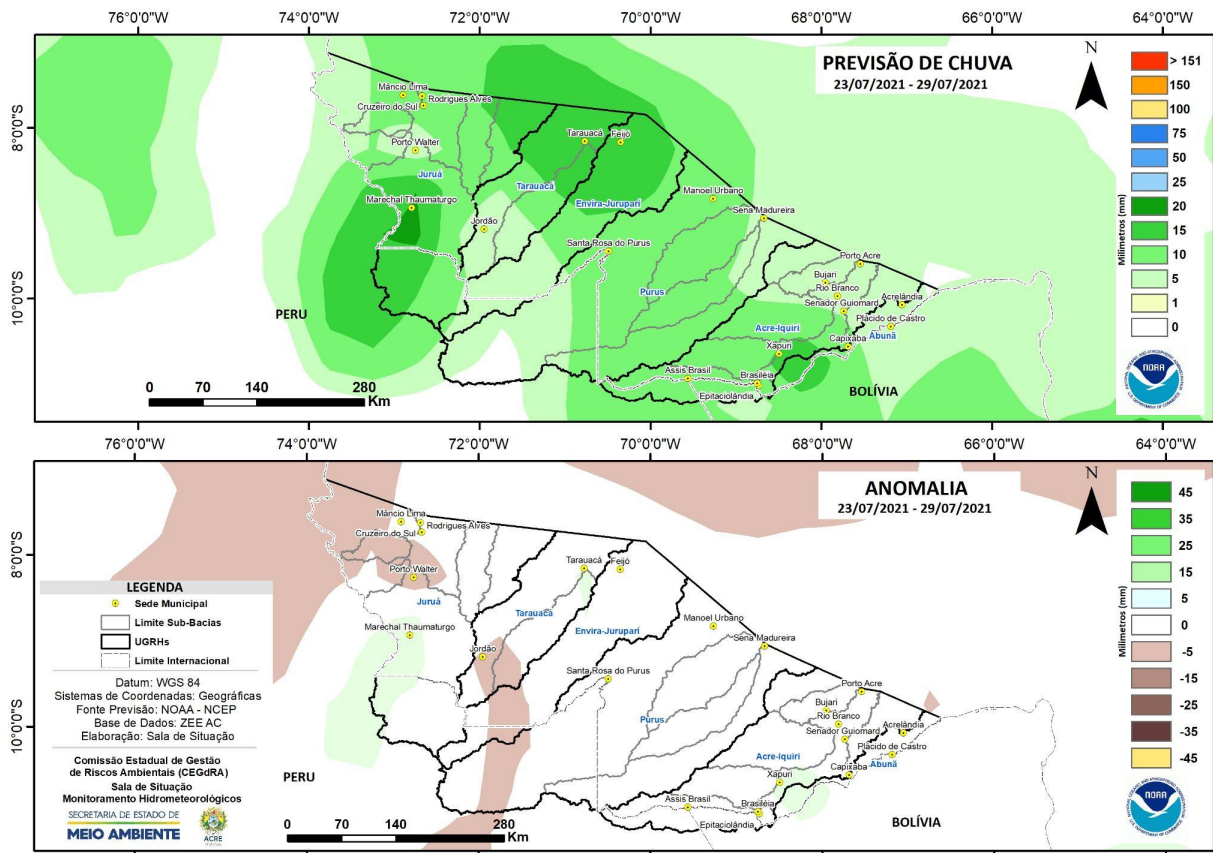 76°0'0"W 74°0'0"W 72°0'0"W 70°0'0"W 68°0'0"W 66°0'0"W 64°0'0"W
PREVISÃO DE CHUVA
23/07/2021 - 29/07/2021
N
> 151
150
100
75
50
25
20
15
10
5
1
0
Milímetros (mm)
8°0'0"S
10°0'0"S
Mâncio Lima
Rodrigues Alves
Cruzeiro do Sul
Porto Walter
Juruá
Marechal Thaumaturgo
Jordão
Tarauacá
Feijó
Tarauacá
Envira-Jurupari
Manoel Urbano
Sena Madureira
Santa Rosa do Purus
Purus
Porto Acre
Bujari
Rio Branco
Senador Guiomard
Acrelândia
Plácido de Castro
Abunã
Acre-Iquiri
Capixaba
Xapuri
Assis Brasil
Brasiléia
Epitaciolândia
PERU
BOLÍVIA
0 70 140 280
Km
NOAA
76°0'0"W 74°0'0"W 72°0'0"W 70°0'0"W 68°0'0"W 66°0'0"W 64°0'0"W
ANOMALIA
23/07/2021 - 29/07/2021
N
45
35
25
15
5
0
-5
-15
-25
-35
-45
Milímetros (mm)
8°0'0"S
10°0'0"S
Mâncio Lima
Rodrigues Alves
Cruzeiro do Sul
Porto Walter
Juruá
Marechal Thaumaturgo
Jordão
Tarauacá
Feijó
Tarauacá
Envira-Jurupari
Manoel Urbano
Sena Madureira
Santa Rosa do Purus
Purus
Porto Acre
Bujari
Rio Branco
Senador Guiomard
Acrelândia
Plácido de Castro
Abunã
Acre-Iquiri
Capixaba
Xapuri
Assis Brasil
Brasiléia
Epitaciolândia
PERU
BOLÍVIA
0 70 140 280
Km
NOAA
LEGENDA
Sede Municipal
Limite Sub-Bacias
UGRHs
Limite Internacional
Datum: WGS 84
Sistemas de Coordenadas: Geográficas
Fonte Previsão: NOAA - NCEP
Base de Dados: ZEE AC
Elaboração: Sala de Situação
Comissão Estadual de Gestão
de Riscos Ambientais (CEGdRA)
Sala de Situação
Monitoramento Hidrometeorológicos
SECRETARIA DE ESTADO DE
MEIO AMBIENTE
ACRE